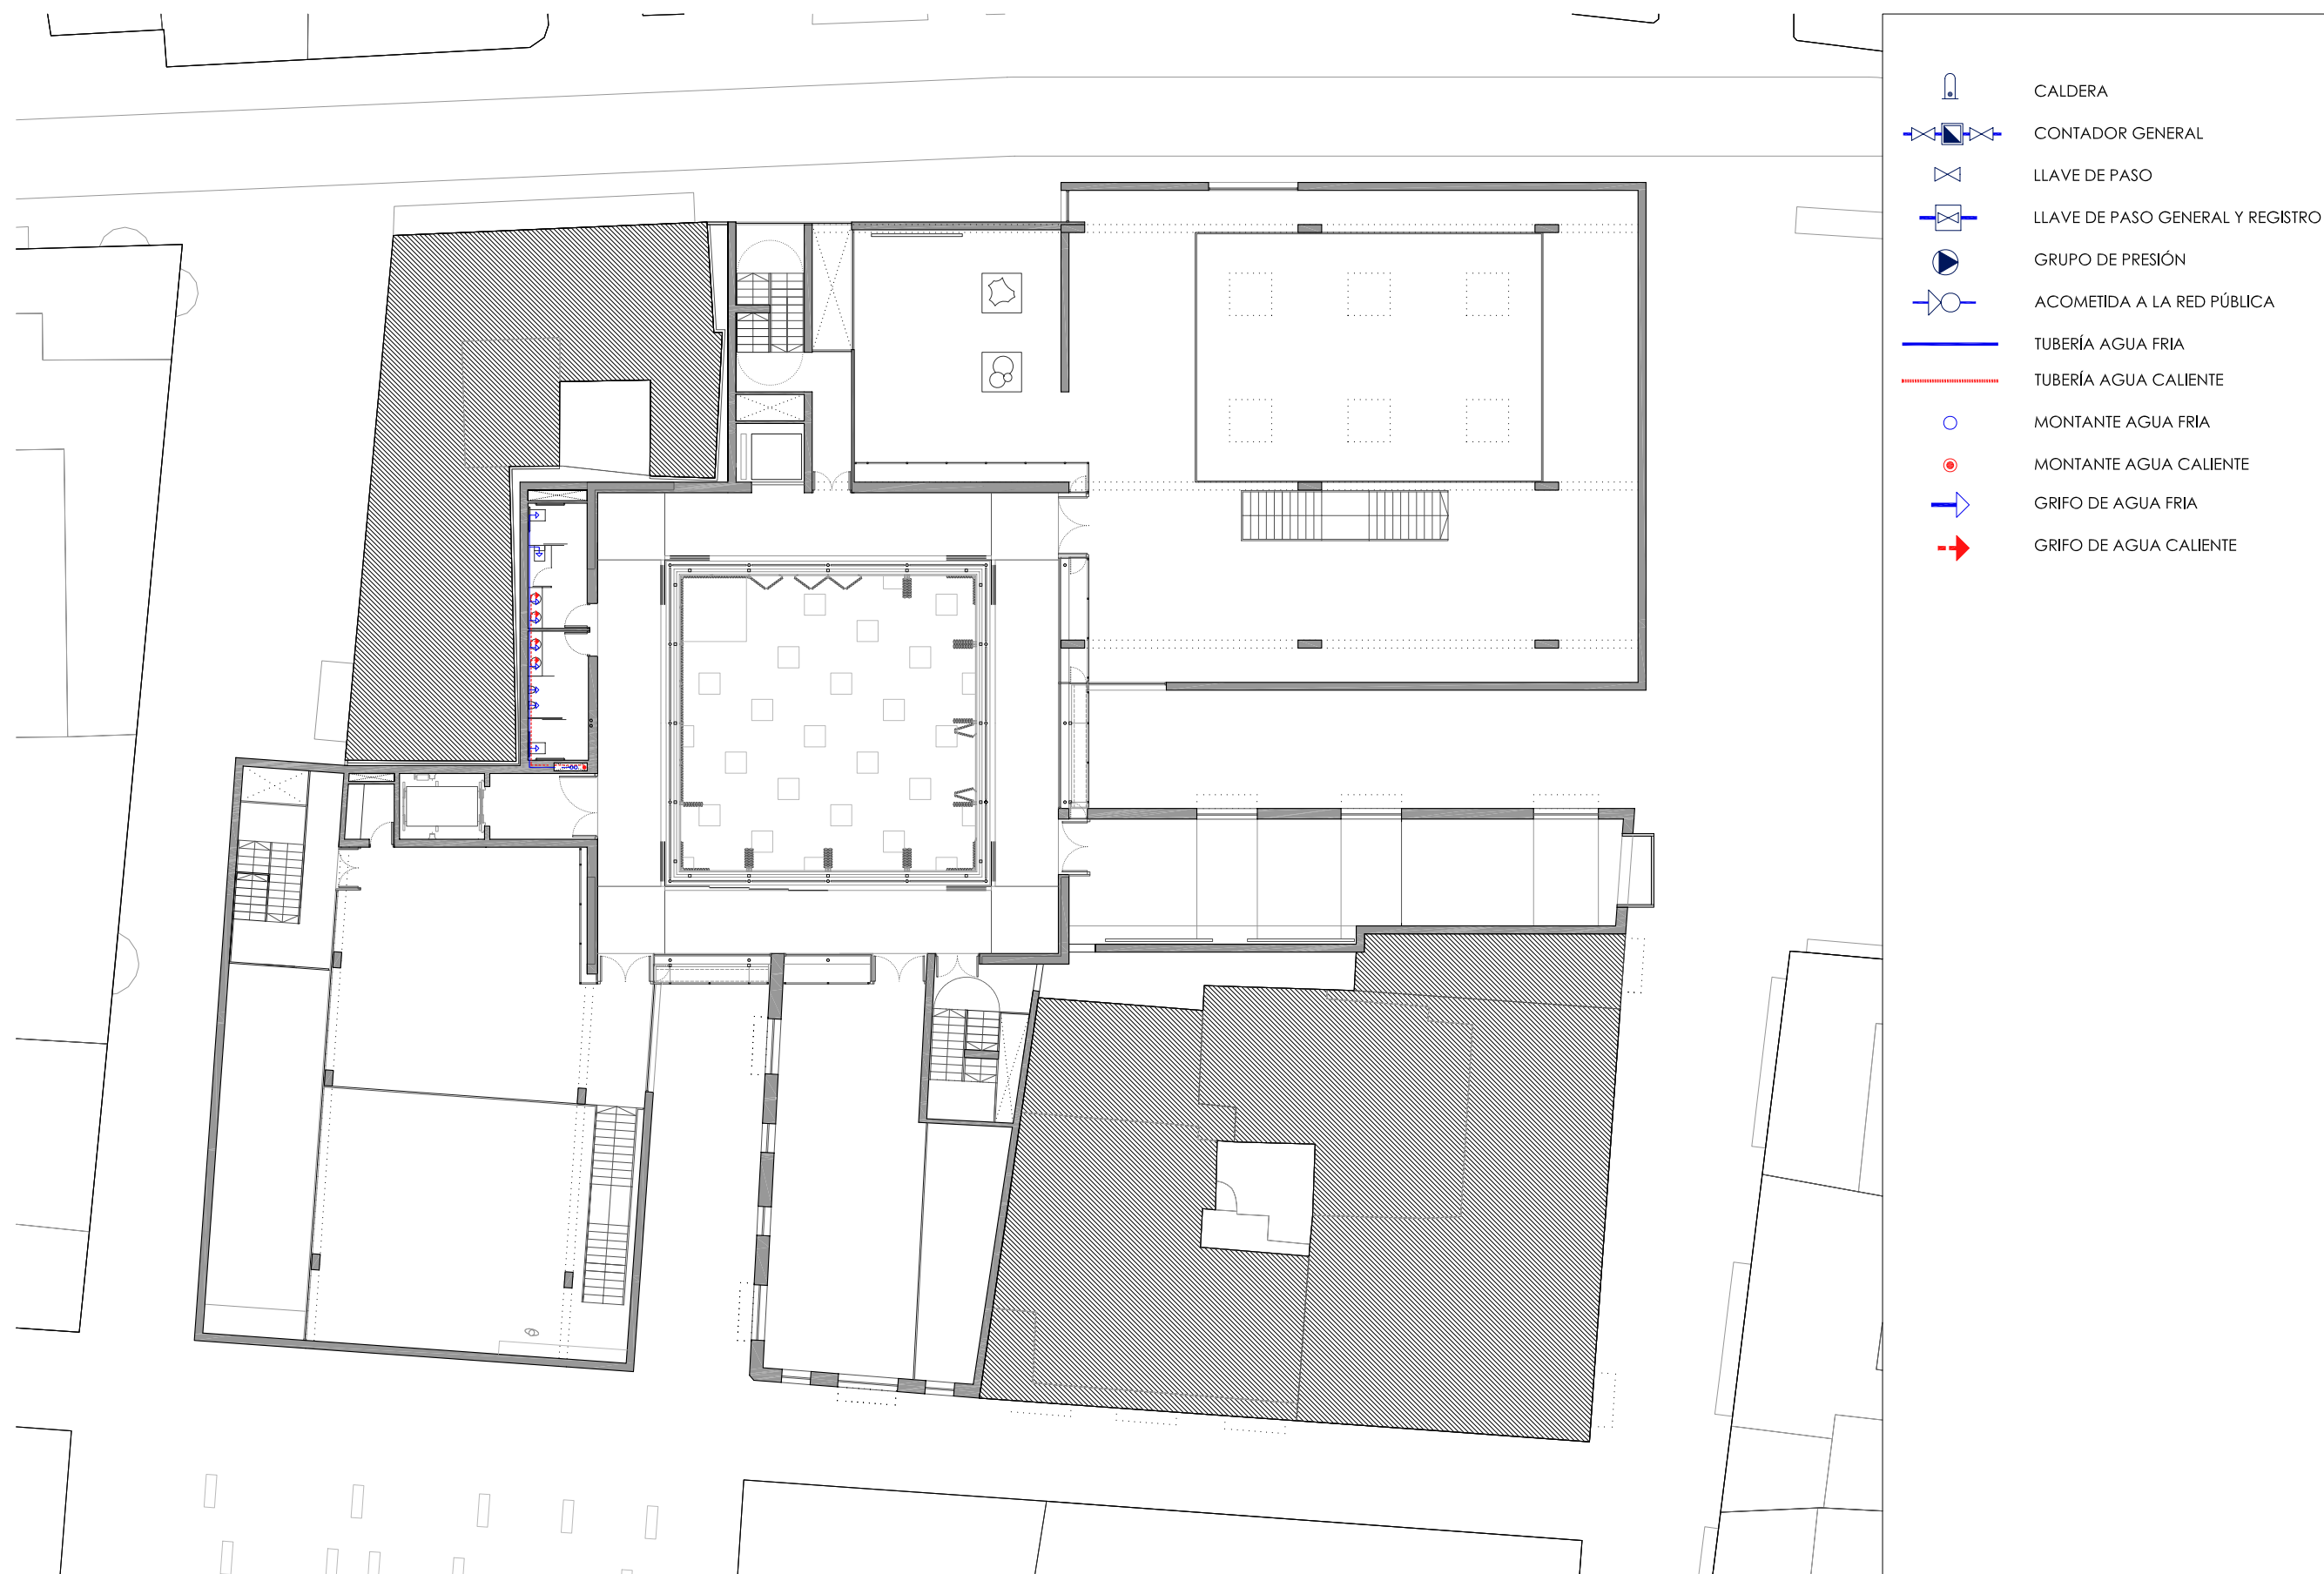 CALDERA
CONTADOR GENERAL
LLAVE DE PASO
LLAVE DE PASO GENERAL Y REGISTRO
GRUPO DE PRESIÓN
ACOMETIDA A LA RED PÚBLICA
TUBERÍA AGUA FRIA
TUBERÍA AGUA CALIENTE
MONTANTE AGUA FRIA
MONTANTE AGUA CALIENTE
GRIFO DE AGUA FRIA
GRIFO DE AGUA CALIENTE